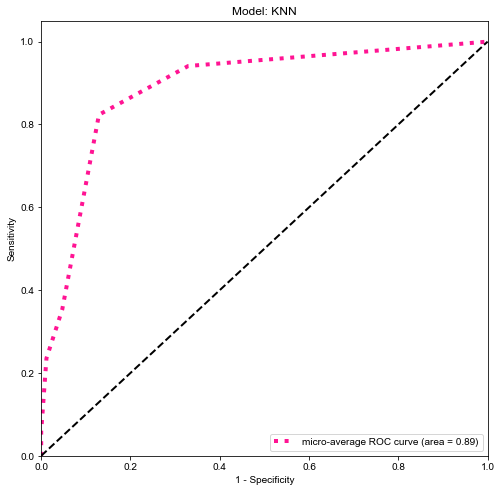 Model: KNN
1.0
0.8
0.6
0.4
0.2
0.0
Sensitivity
micro-average ROC curve (area = 0.89)
0.0 0.2 0.4 0.6 0.8 1.0
1 - Specificity